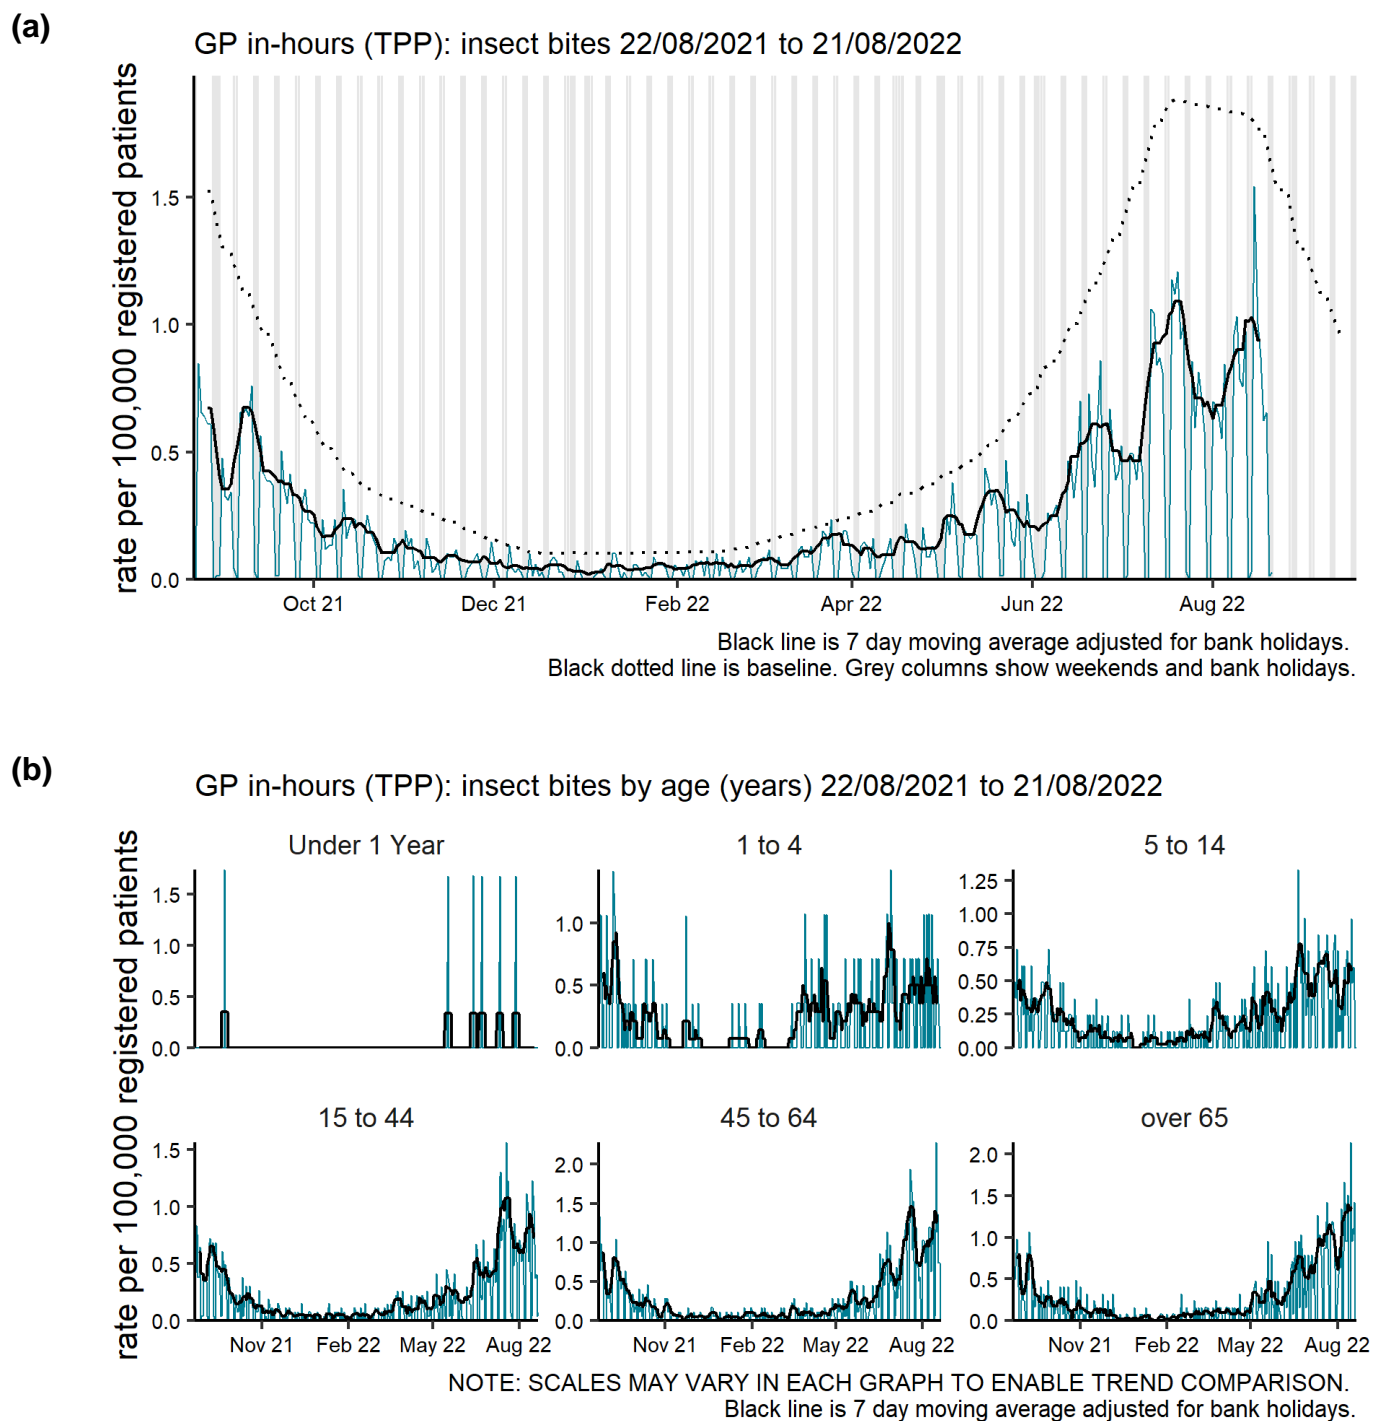 (a)
GP in-hours (TPP): insect bites 22/08/2021 to 21/08/2022
rate per 100,000 registered patients
1.5
1.0
0.5
0.0
Oct 21 Dec 21 Feb 22 Apr 22 Jun 22 Aug 22
Black line is 7 day moving average adjusted for bank holidays.
Black dotted line is baseline. Grey columns show weekends and bank holidays.
(b)
GP in-hours (TPP): insect bites by age (years) 22/08/2021 to 21/08/2022
rate per 100,000 registered patients
Under 1 Year
1.5
1.0
0.5
0.0
1 to 4
1.0
0.5
0.0
5 to 14
1.25
1.00
0.75
0.50
0.25
0.00
15 to 44
1.5
1.0
0.5
0.0
Nov 21 Feb 22 May 22 Aug 22
45 to 64
2.0
1.5
1.0
0.5
0.0
Nov 21 Feb 22 May 22 Aug 22
over 65
2.0
1.5
1.0
0.5
0.0
Nov 21 Feb 22 May 22 Aug 22
NOTE: SCALES MAY VARY IN EACH GRAPH TO ENABLE TREND COMPARISON.
Black line is 7 day moving average adjusted for bank holidays.